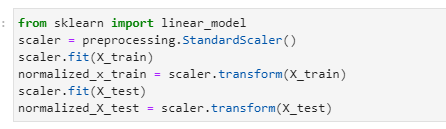 :
from sklearn import linear_model
scaler = preprocessing.StandardScaler()
scaler.fit(X_train)
normalized_x_train = scaler.transform(X_train)
scaler.fit(X_test)
normalized_X_test = scaler.transform(X_test)